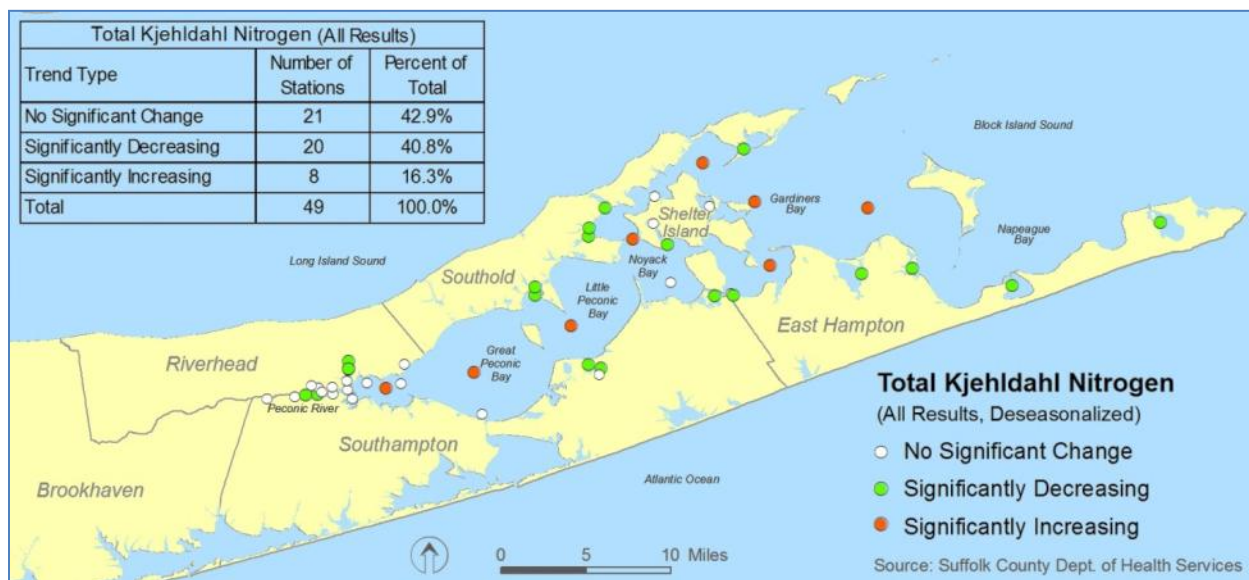 Total Kjehldahl Nitrogen (All Results)
Trend Type
Number of
Stations
Percent of
Total
No Significant Change 21 42.9%
Significantly Decreasing 20 40.8%
Significantly Increasing 8 16.3%
Total 49 100.0%
Block Island Sound
Gardiners
Bay
Shelter
Island
Napeague
Bay
Long Island Sound
Noyack
Bay
Southold
Little
Peconic
Bay
East Hampton
Riverhead
Great
Peconic
Bay
Peconic River
Southampton
Brookhaven
Atlantic Ocean
Total Kjehldahl Nitrogen
(All Results, Deseasonalized)
No Significant Change
Significantly Decreasing
Significantly Increasing
0 5 10 Miles
Source: Suffolk County Dept. of Health Services